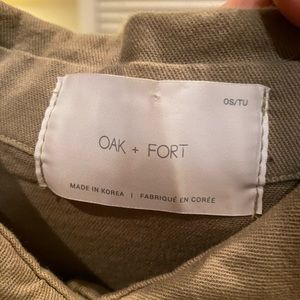 OS/TU
OAK + FORT
MADE IN KOREA | FABRIQUÉ EN CORÉE